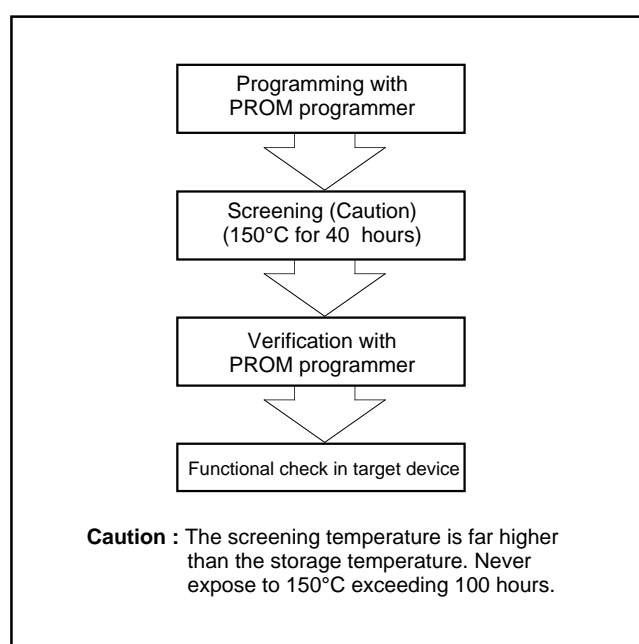 Programming with
PROM programmer
Screening (Caution)
(150°C for 40 hours)
Verification with
PROM programmer
Functional check in target device
Caution : The screening temperature is far higher
than the storage temperature. Never
expose to 150°C exceeding 100 hours.